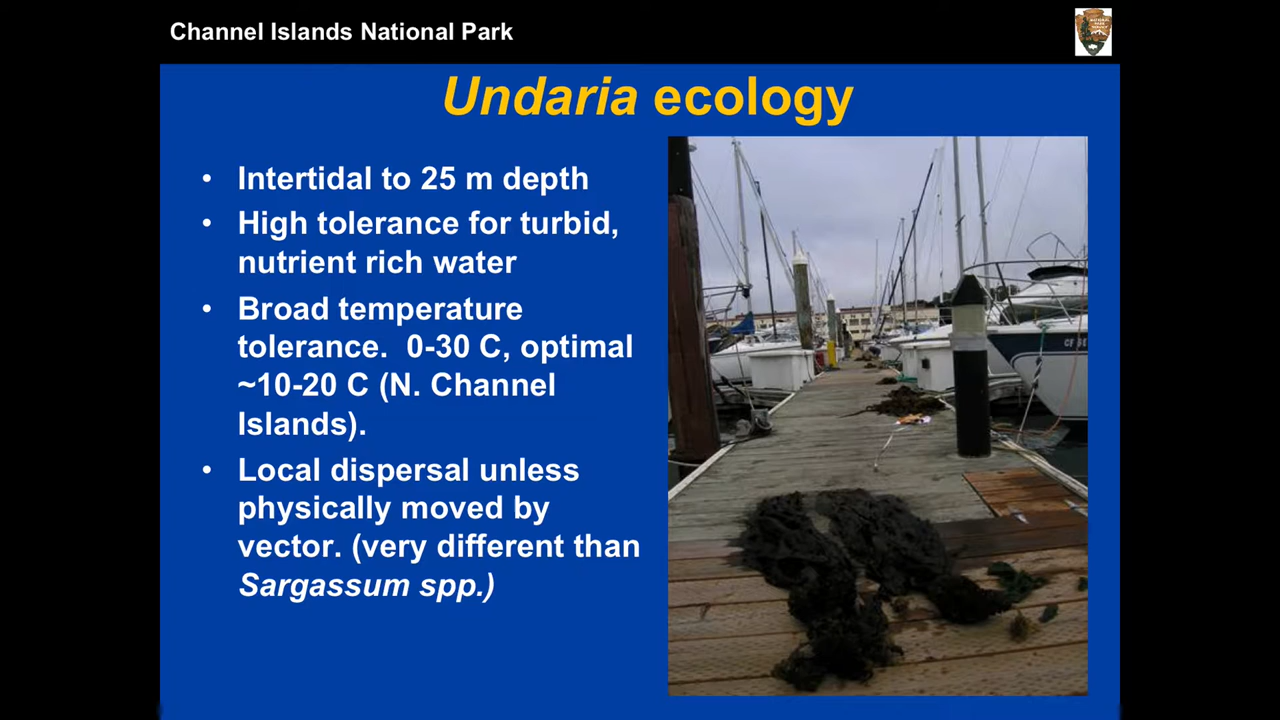 Channel Islands National Park
Undaria ecology
• Intertidal to 25 m depth
• High tolerance for turbid,
nutrient rich water
• Broad temperature
tolerance.  0-30 C, optimal
~10-20 C (N. Channel
Islands).
• Local dispersal unless
physically moved by
vector. (very different than
Sargassum spp.)